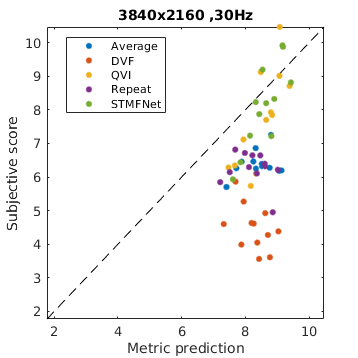 3840x2160 ,30Hz
Average
DVF
QVI
Repeat
STMFNet
Subjective score
10
9
8
7
6
5
4
3
2
2
4
6
8
10
Metric prediction